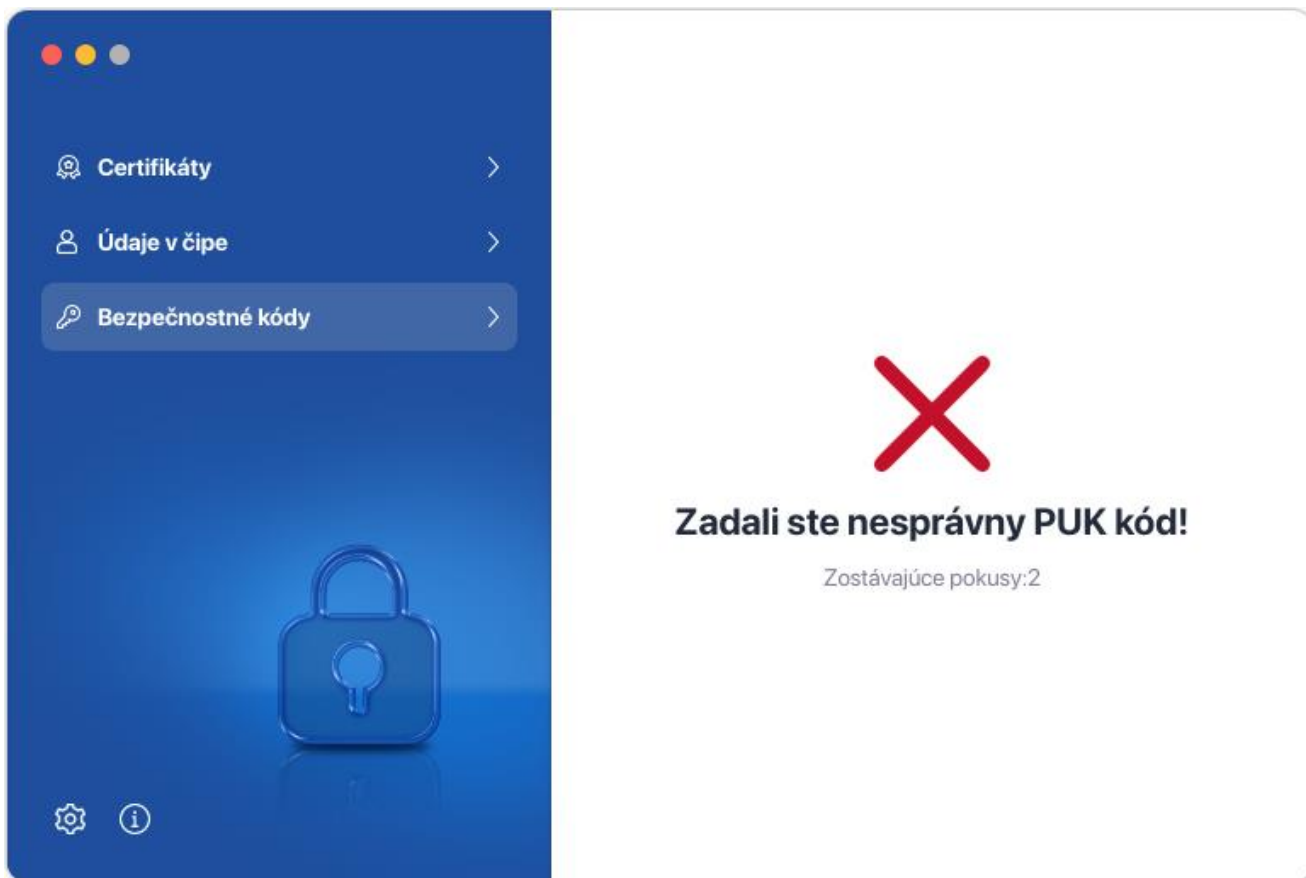 Certifikáty
Údaje v čipe
Bezpečnostné kódy
Zadali ste nesprávny PUK kód!
Zostávajúce pokusy:2